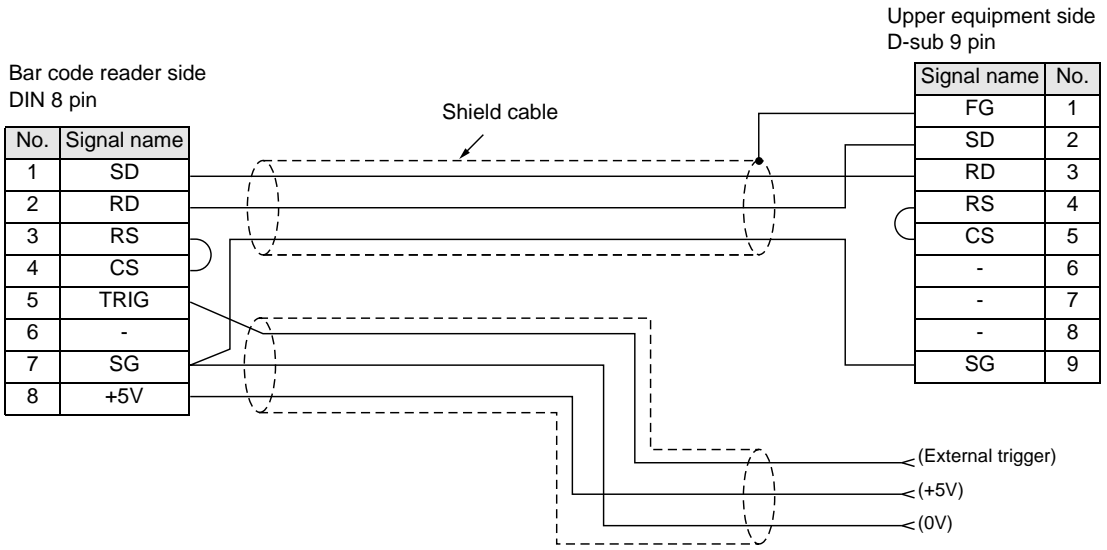 Upper equipment side
D-sub 9 pin
Bar code reader side
DIN 8 pin
Shield cable
No. Signal name
1 SD
2 RD
3 RS
4 CS
5 TRIG
6 -
7 SG
8 +5V
Signal name No.
FG 1
SD 2
RD 3
RS 4
CS 5
- 6
- 7
- 8
SG 9
(External trigger)
(+5V)
(0V)